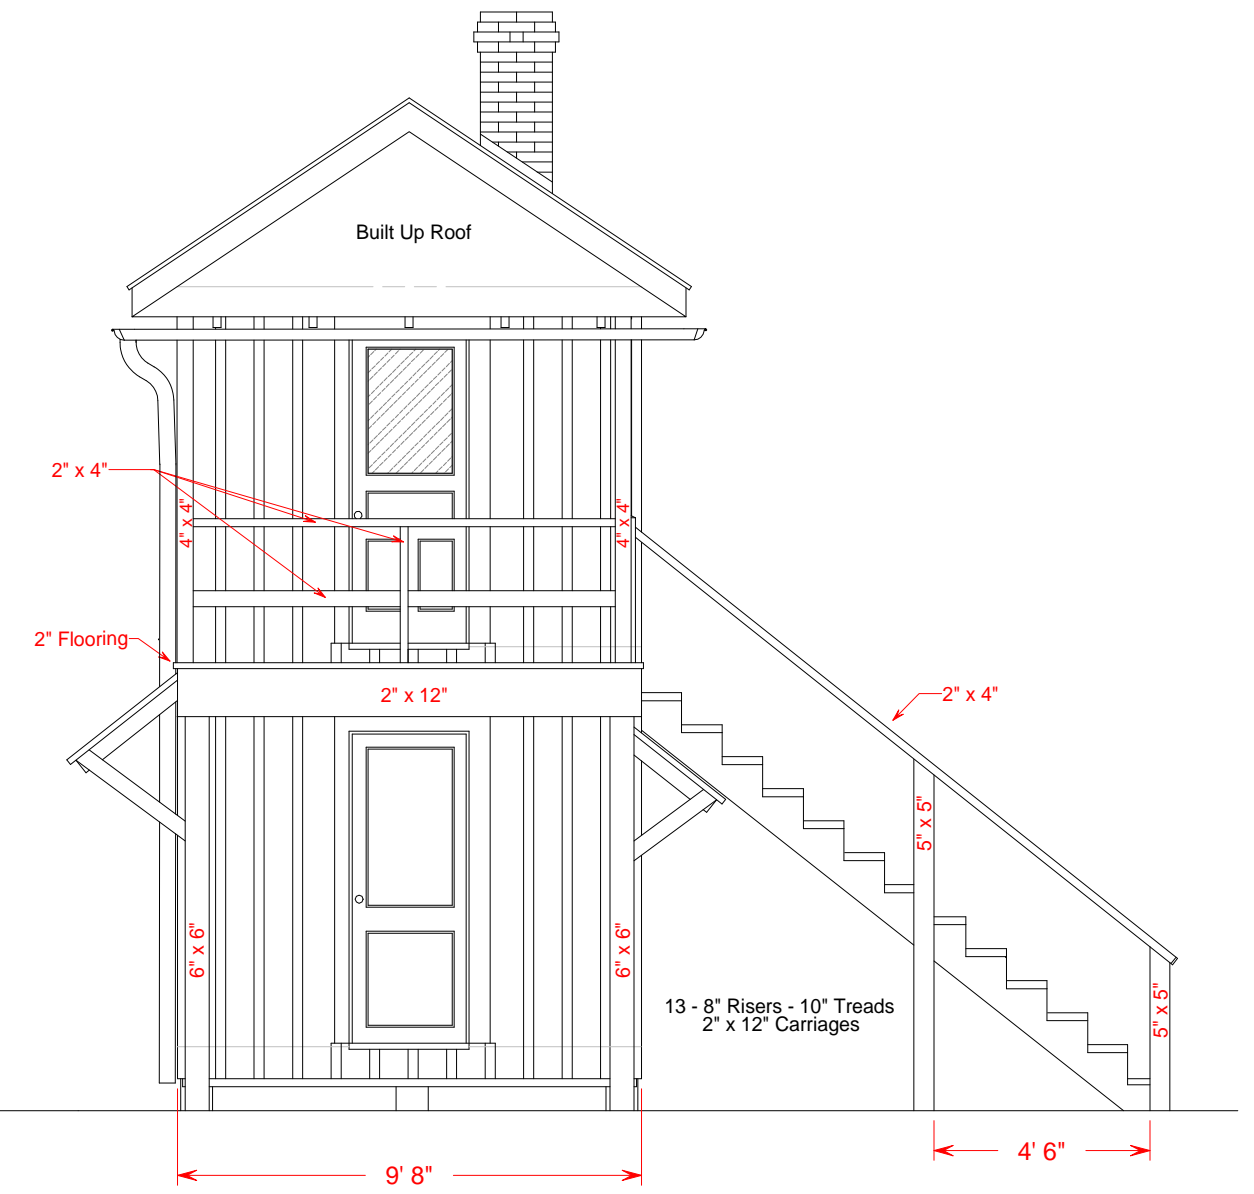 Built Up Roof
2" x 4"
4" x 4"
4" x 4"
2" Flooring
2" x 12"
2" x 4"
5" x 5"
6" x 6"
6" x 6"
13 - 8" Risers - 10" Treads
2" x 12" Carriages
5" x 5"
4' 6"
9' 8"